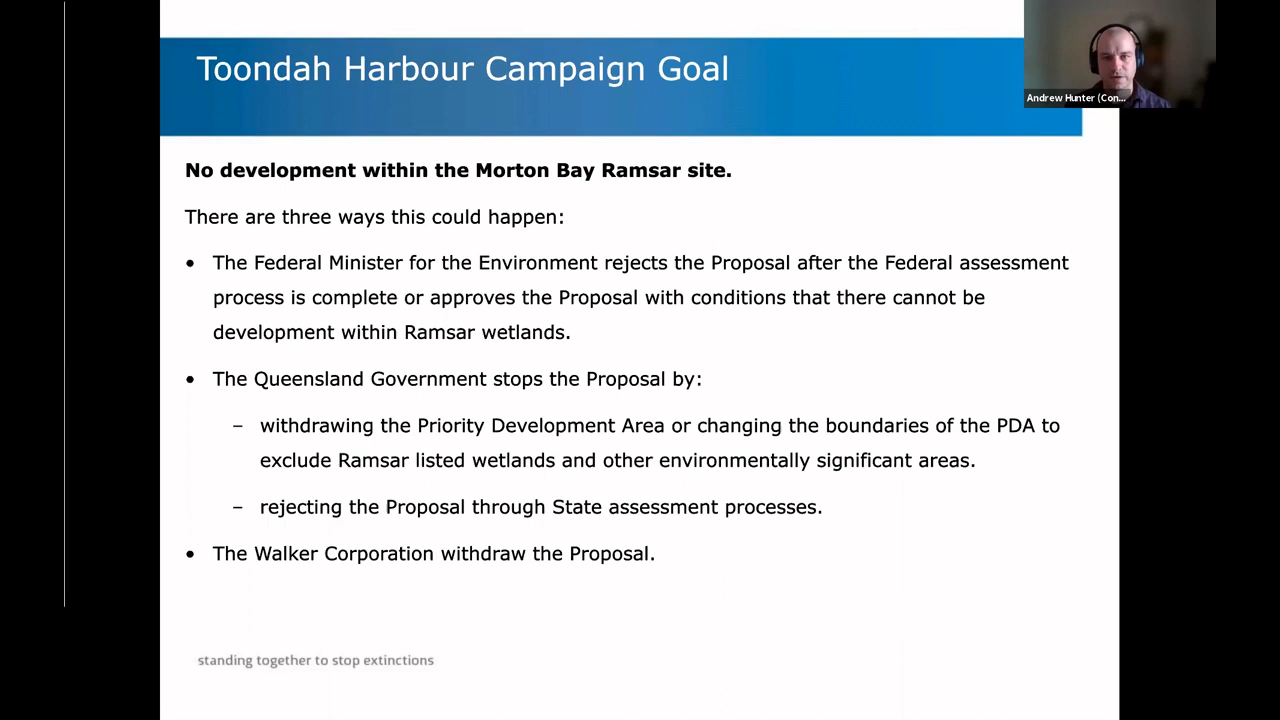 Toondah Harbour Campaign Goal
Andrew Hunter (Con...
No development within the Morton Bay Ramsar site.
There are three ways this could happen:
• The Federal Minister for the Environment rejects the Proposal after the Federal assessment
process is complete or approves the Proposal with conditions that there cannot be
development within Ramsar wetlands.
• The Queensland Government stops the Proposal by:
– withdrawing the Priority Development Area or changing the boundaries of the PDA to
exclude Ramsar listed wetlands and other environmentally significant areas.
– rejecting the Proposal through State assessment processes.
• The Walker Corporation withdraw the Proposal.
standing together to stop extinctions